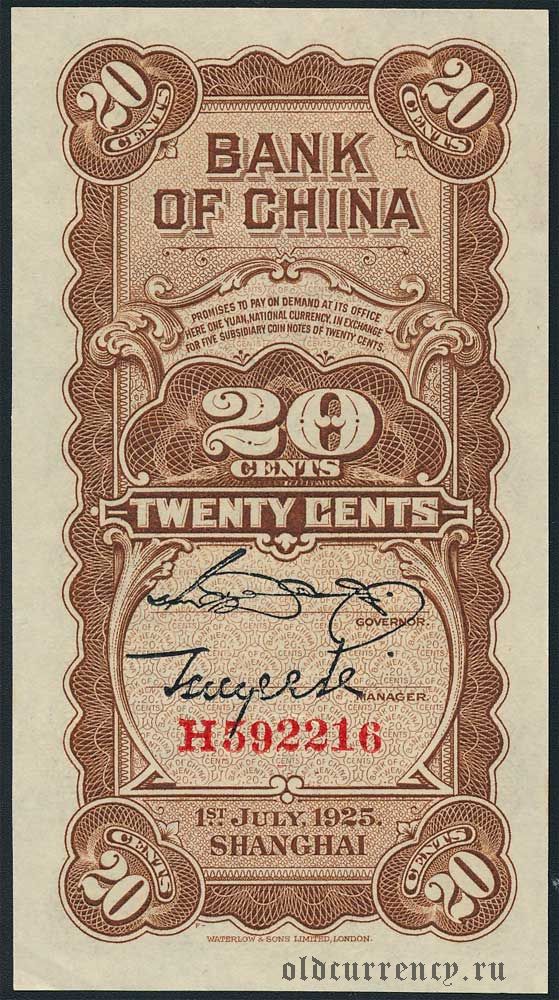 20 CENTS
20 CENTS
BANK
OF CHINA
PROMISES TO PAY ON DEMAND AT ITS OFFICE
HERE ONE YUAN, NATIONAL CURRENCY, IN EXCHANGE
FOR FIVE SUBSIDIARY COIN NOTES OF TWENTY CENTS.
20
CENTS
TWENTY CENTS
GOVERNOR.
MANAGER.
H592216
1ST JULY, 1925.
SHANGHAI
CENTS 20
CENTS 20
WATERLOW & SONS LIMITED, LONDON.
oldcurrency.ru